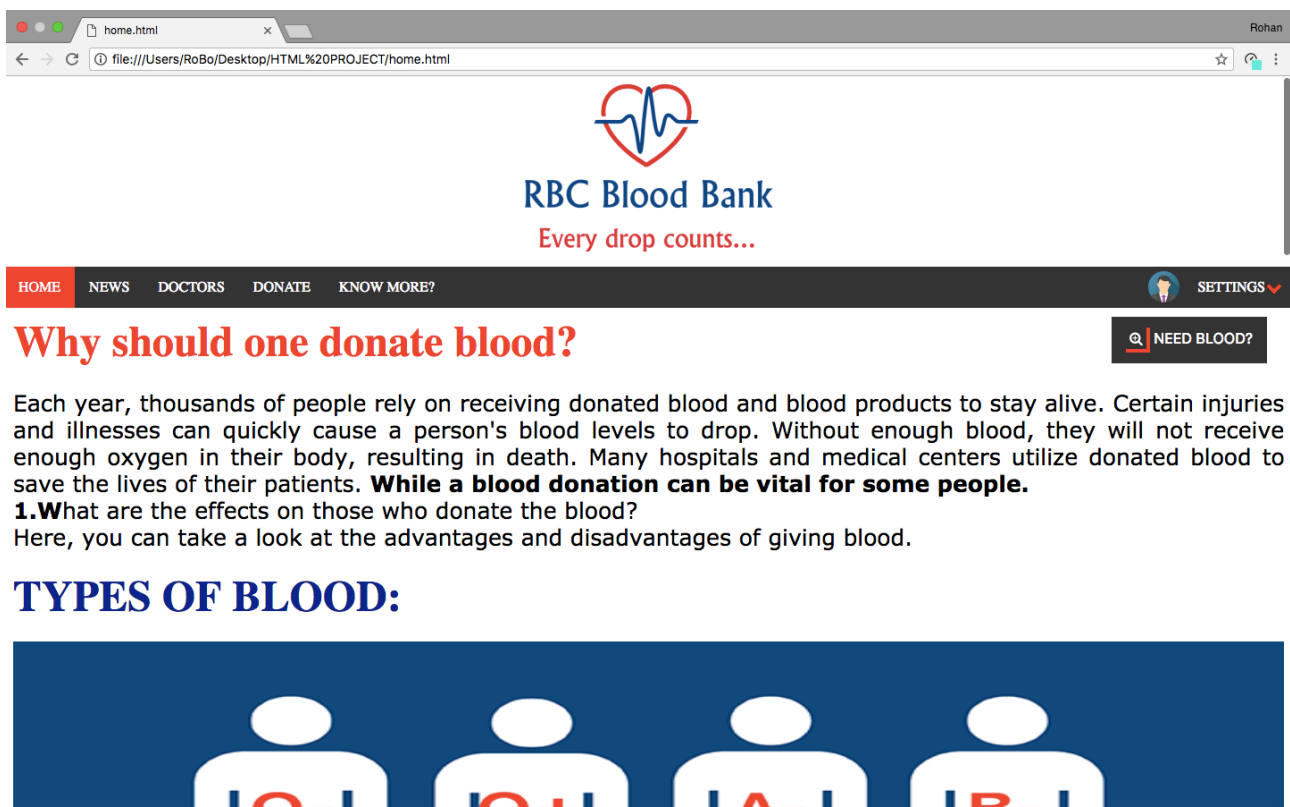 home.html
Rohan
file:///Users/RoBo/Desktop/HTML%20PROJECT/home.html
RBC Blood Bank
Every drop counts...
HOME NEWS DOCTORS DONATE KNOW MORE? SETTINGS
Why should one donate blood?
NEED BLOOD?
Each year, thousands of people rely on receiving donated blood and blood products to stay alive. Certain injuries
and illnesses can quickly cause a person's blood levels to drop. Without enough blood, they will not receive
enough oxygen in their body, resulting in death. Many hospitals and medical centers utilize donated blood to
save the lives of their patients. While a blood donation can be vital for some people.
1.What are the effects on those who donate the blood?
Here, you can take a look at the advantages and disadvantages of giving blood.
TYPES OF BLOOD: